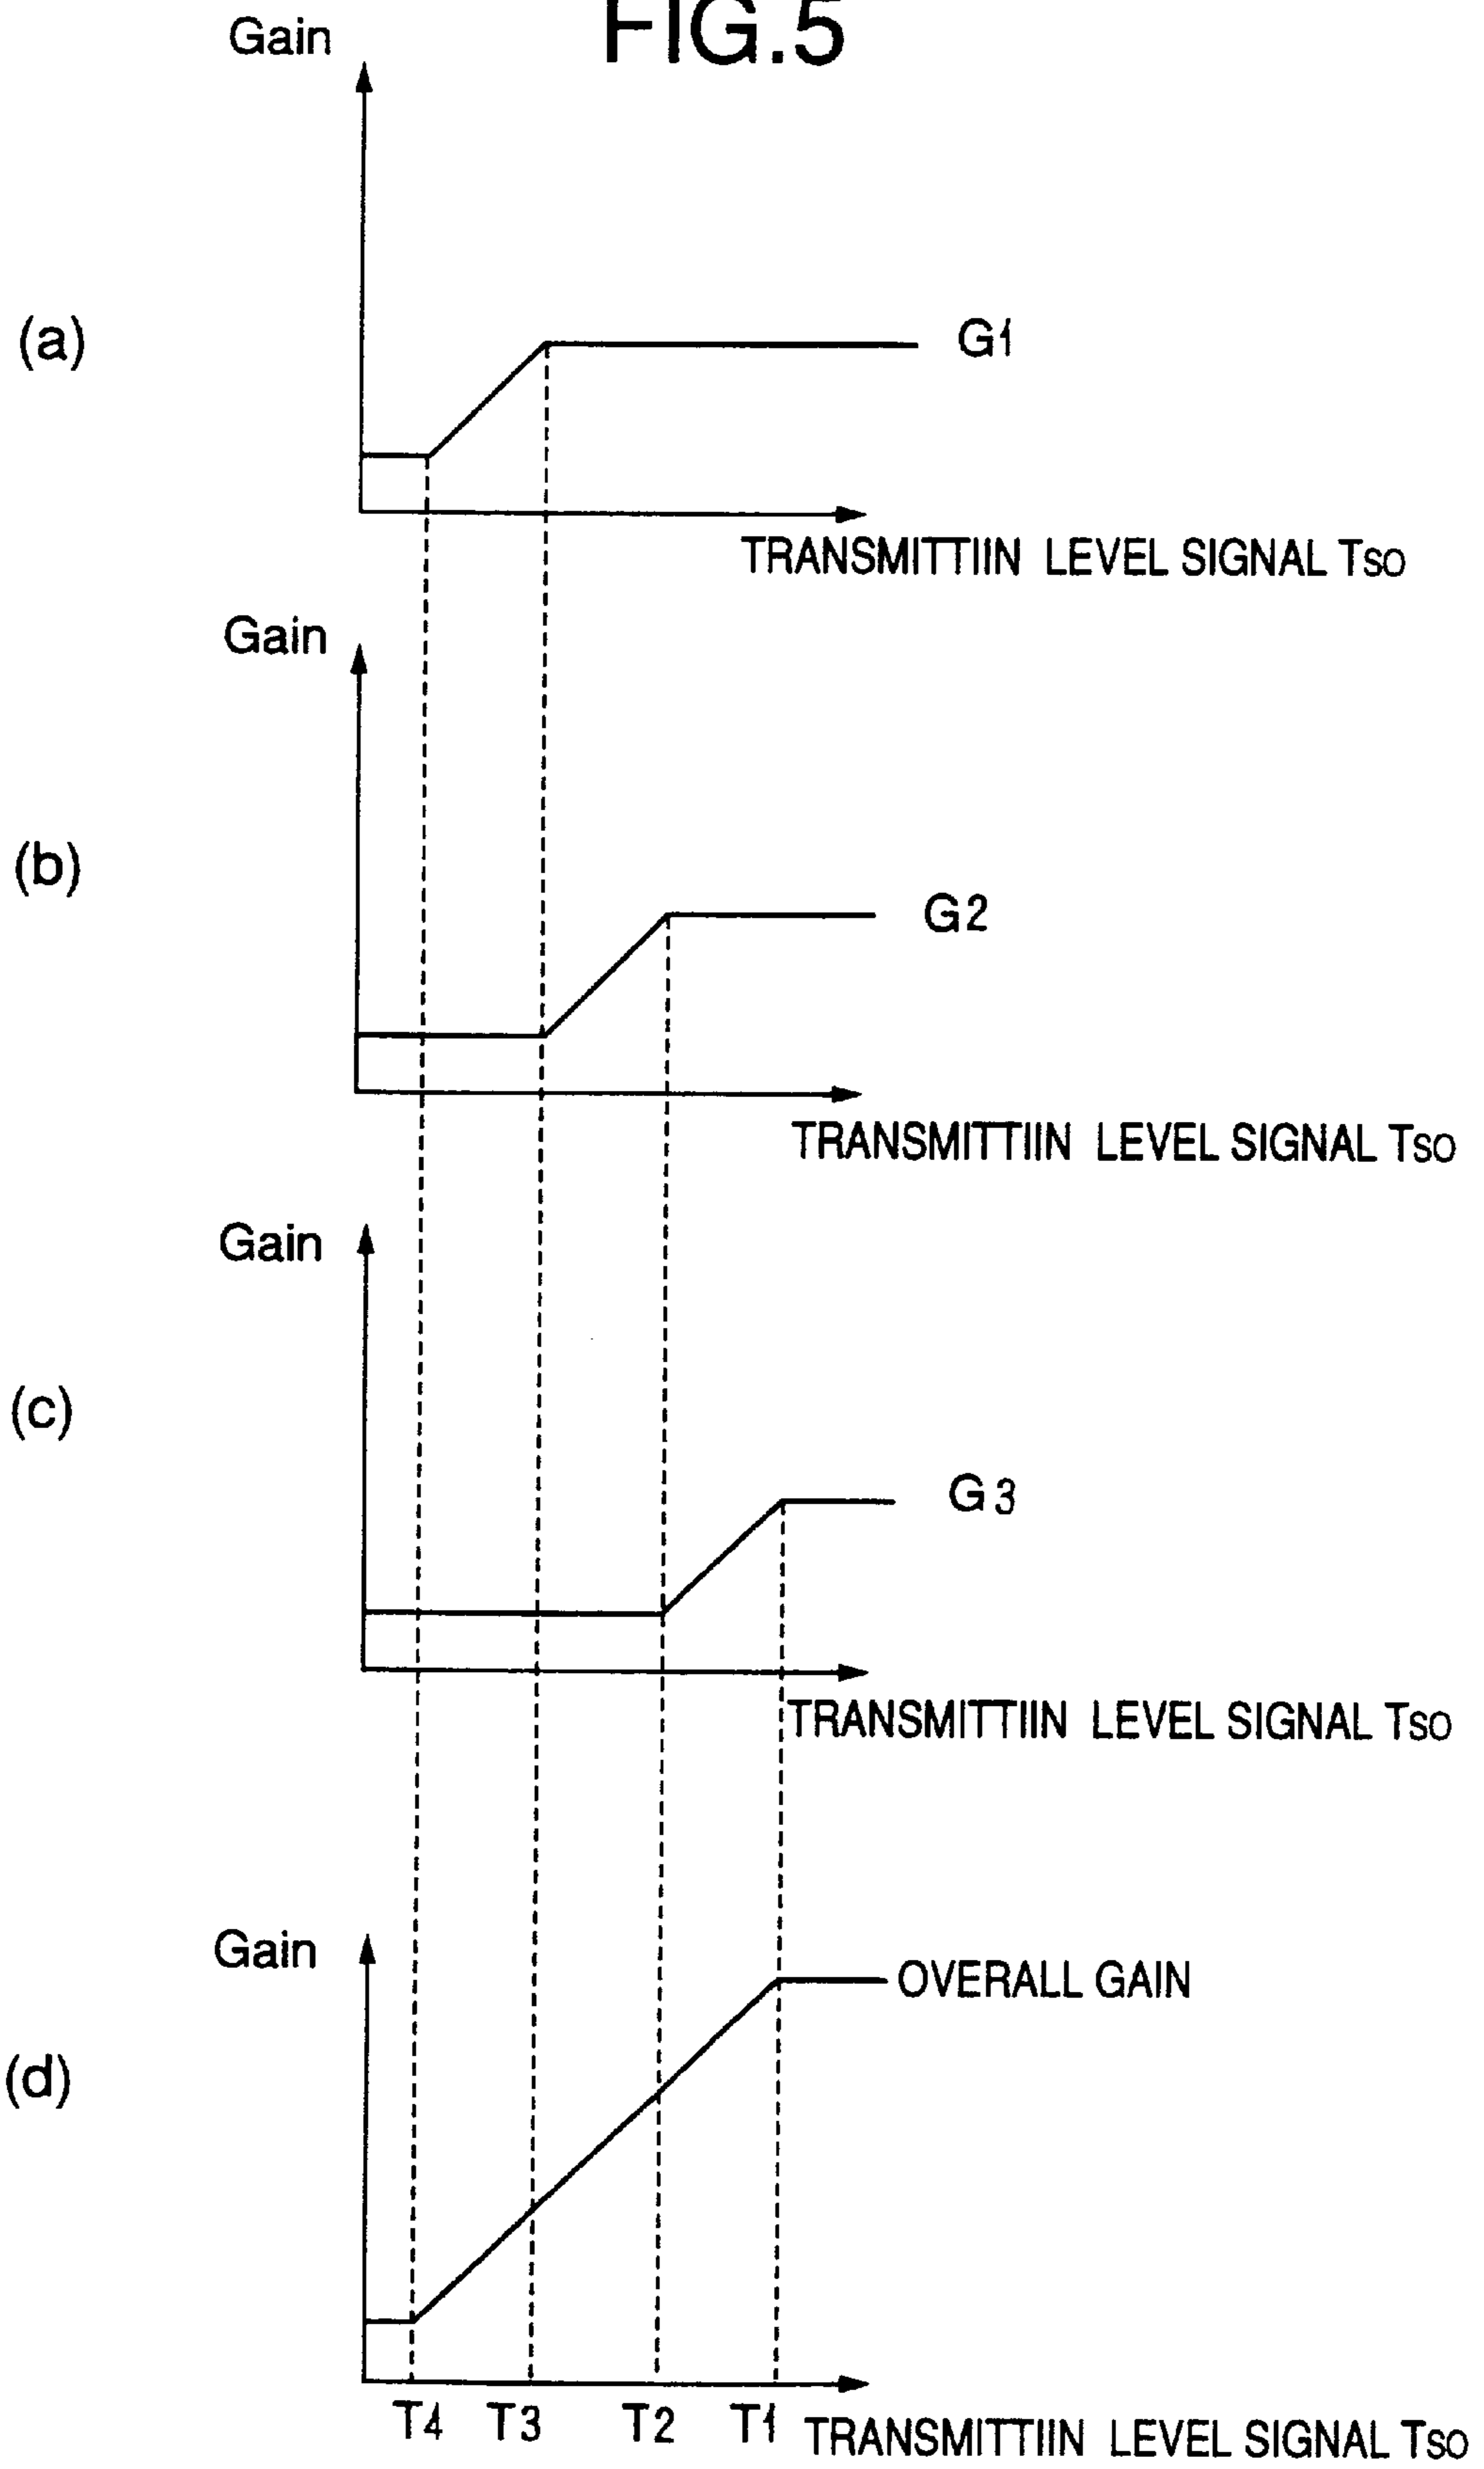 FIG.5
Gain
(a)
G1
TRANSMITTIIN LEVEL SIGNAL TSO
Gain
(b)
G2
TRANSMITTIIN LEVEL SIGNAL TSO
Gain
(c)
G3
TRANSMITTIIN LEVEL SIGNAL TSO
Gain
OVERALL GAIN
(d)
T4 T3 T2 T1 TRANSMITTIIN LEVEL SIGNAL TSO